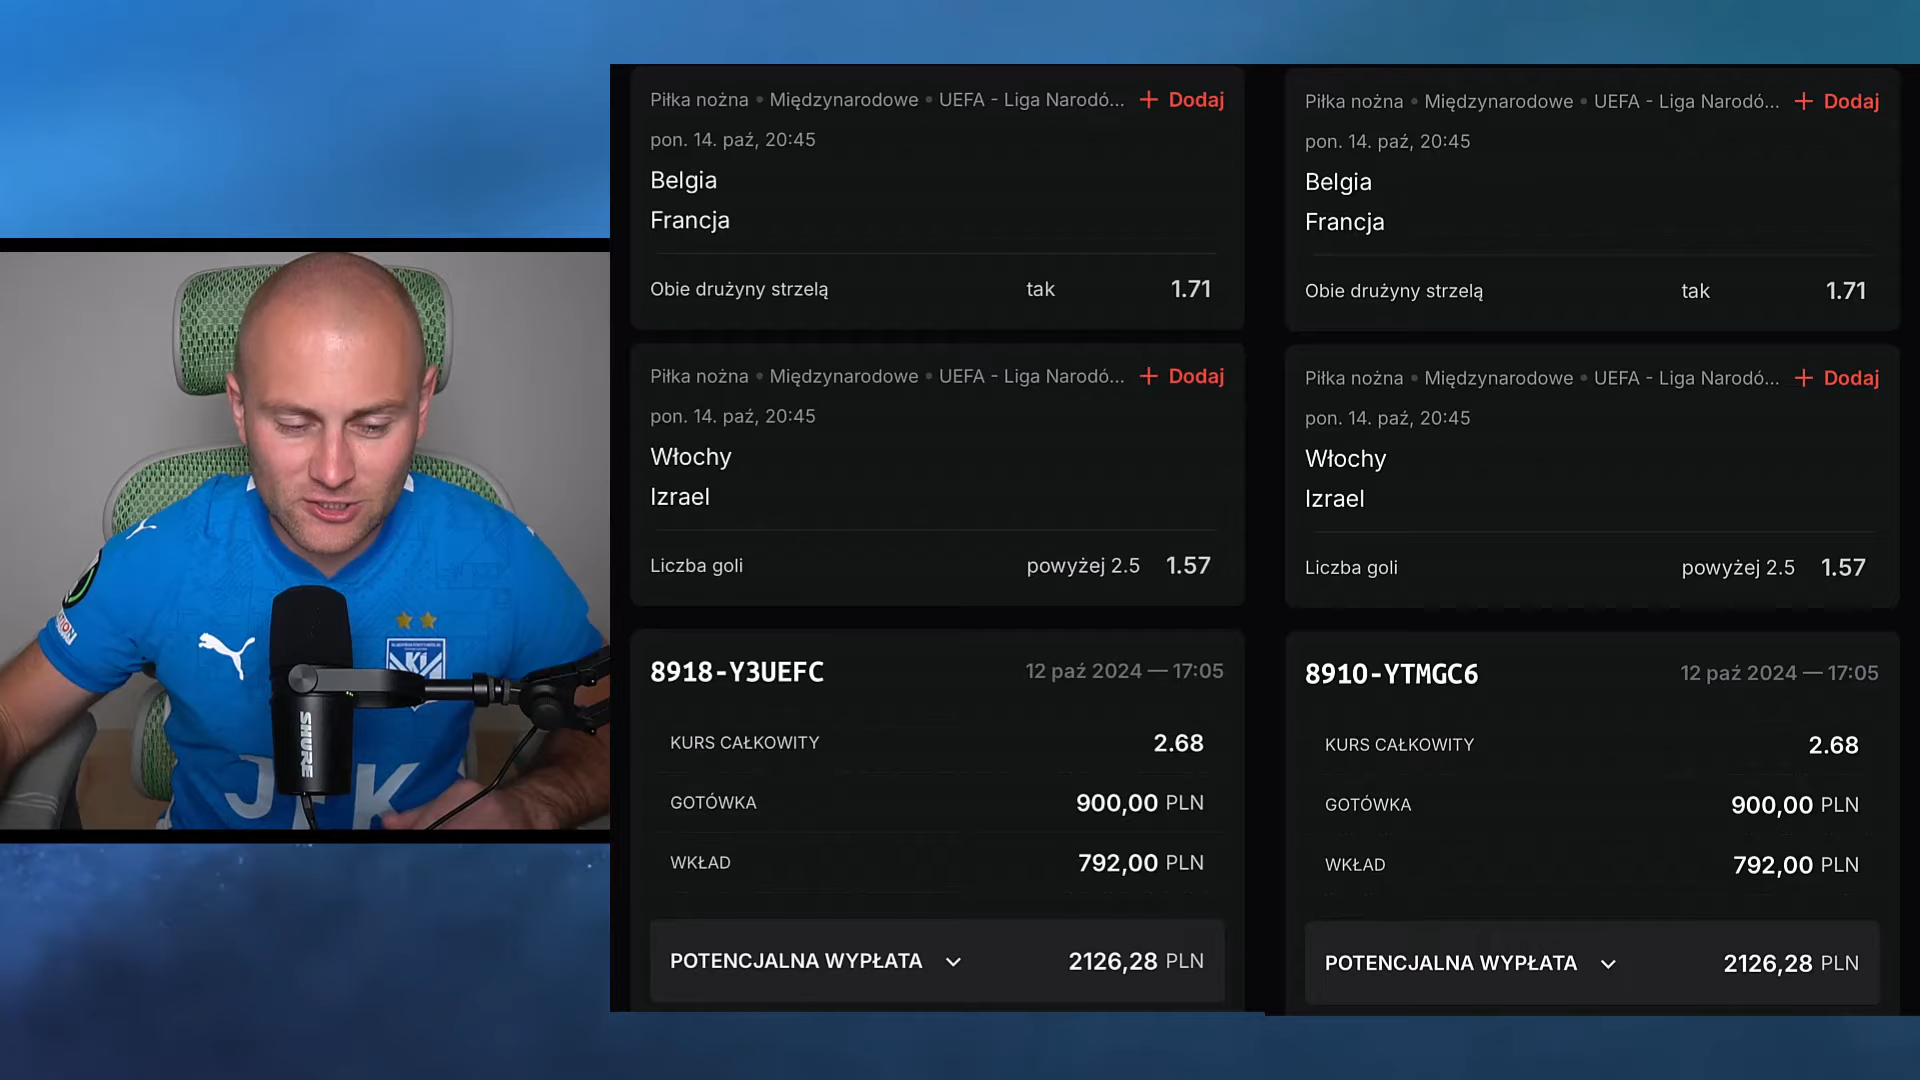 Piłka nożna • Międzynarodowe • UEFA - Liga Narodó... + Dodaj
pon. 14. paź, 20:45
Belgia
Francja
Obie drużyny strzelą tak 1.71
Piłka nożna • Międzynarodowe • UEFA - Liga Narodó... + Dodaj
pon. 14. paź, 20:45
Włochy
Izrael
Liczba goli powyżej 2.5 1.57
8918-Y3UEFC 12 paź 2024 — 17:05
KURS CAŁKOWITY 2.68
GOTÓWKA 900,00 PLN
WKŁAD 792,00 PLN
POTENCJALNA WYPŁATA 2126,28 PLN
Piłka nożna • Międzynarodowe • UEFA - Liga Narodó... + Dodaj
pon. 14. paź, 20:45
Belgia
Francja
Obie drużyny strzelą tak 1.71
Piłka nożna • Międzynarodowe • UEFA - Liga Narodó... + Dodaj
pon. 14. paź, 20:45
Włochy
Izrael
Liczba goli powyżej 2.5 1.57
8910-YTMGC6 12 paź 2024 — 17:05
KURS CAŁKOWITY 2.68
GOTÓWKA 900,00 PLN
WKŁAD 792,00 PLN
POTENCJALNA WYPŁATA 2126,28 PLN
SHURE
KI